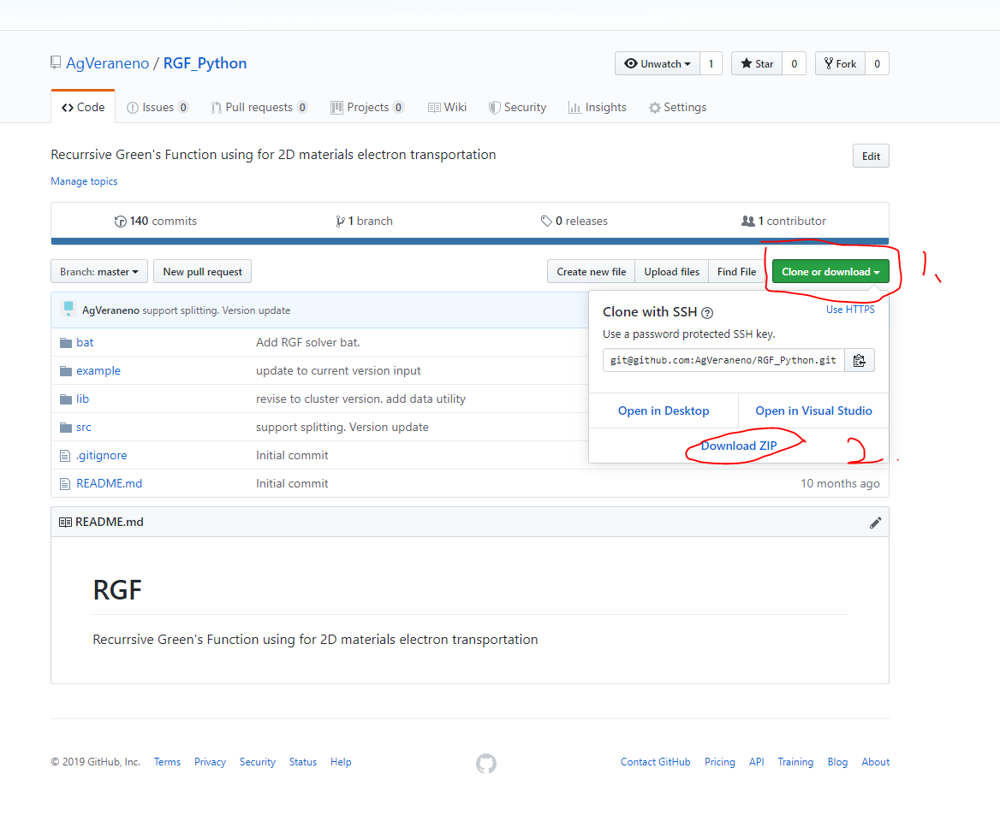 AgVeraneno / RGF_Python
Unwatch 1 Star 0 Fork 0
Code Issues 0 Pull requests 0 Projects 0 Wiki Security Insights Settings
Recurrsive Green's Function using for 2D materials electron transportation
Edit
Manage topics
140 commits 1 branch 0 releases 1 contributor
Branch: master New pull request Create new file Upload files Find File Clone or download 1、
AgVeraneno support splitting. Version update
Clone with SSH ? Use HTTPS
Use a password protected SSH key.
git@github.com:AgVeraneno/RGF_Python.git
Open in Desktop Open in Visual Studio
Download ZIP 2.
bat Add RGF solver bat.
example update to current version input
lib revise to cluster version. add data utility
src support splitting. Version update
.gitignore Initial commit
README.md Initial commit 10 months ago
README.md
RGF
Recurrsive Green's Function using for 2D materials electron transportation
© 2019 GitHub, Inc. Terms Privacy Security Status Help Contact GitHub Pricing API Training Blog About